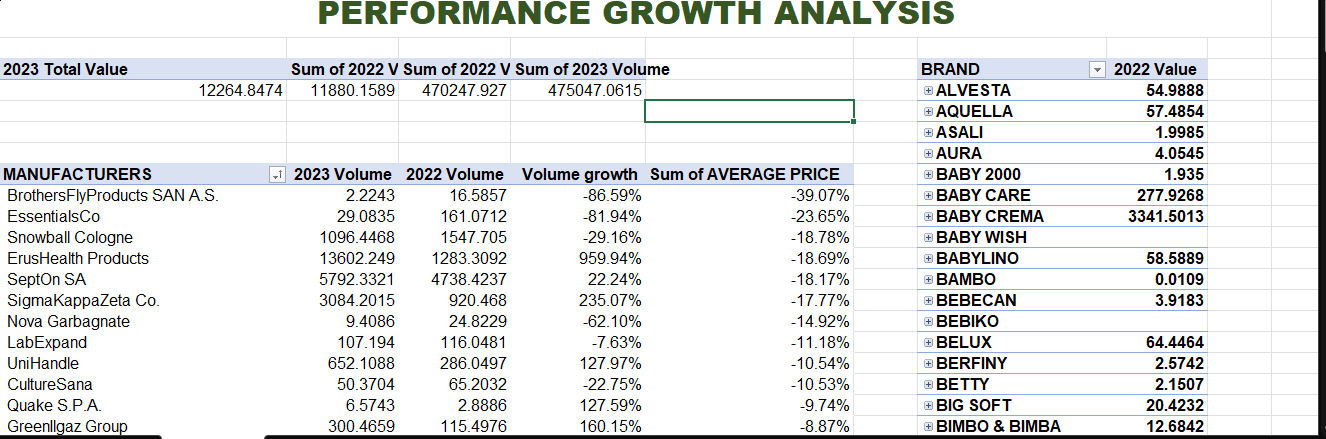 PERFORMANCE GROWTH ANALYSIS
2023 Total Value Sum of 2022 V Sum of 2022 V Sum of 2023 Volume
12264.8474 11880.1589 470247.927 475047.0615
MANUFACTURERS 2023 Volume 2022 Volume Volume growth Sum of AVERAGE PRICE
BrothersFlyProducts SAN A.S. 2.2243 16.5857 -86.59% -39.07%
EssentialsCo 29.0835 161.0712 -81.94% -23.65%
Snowball Cologne 1096.4468 1547.705 -29.16% -18.78%
ErusHealth Products 13602.249 1283.3092 959.94% -18.69%
SeptOn SA 5792.3321 4738.4237 22.24% -18.17%
SigmaKappaZeta Co. 3084.2015 920.468 235.07% -17.77%
Nova Garbagnate 9.4086 24.8229 -62.10% -14.92%
LabExpand 107.194 116.0481 -7.63% -11.18%
UniHandle 652.1088 286.0497 127.97% -10.54%
CultureSana 50.3704 65.2032 -22.75% -10.53%
Quake S.P.A. 6.5743 2.8886 127.59% -9.74%
GreenIlgaz Group 300.4659 115.4976 160.15% -8.87%
BRAND 2022 Value
ALVESTA 54.9888
AQUELLA 57.4854
ASALI 1.9985
AURA 4.0545
BABY 2000 1.935
BABY CARE 277.9268
BABY CREMA 3341.5013
BABY WISH
BABYLINO 58.5889
BAMBO 0.0109
BEBECAN 3.9183
BEBIKO
BELUX 64.4464
BERFINY 2.5742
BETTY 2.1507
BIG SOFT 20.4232
BIMBO & BIMBA 12.6842